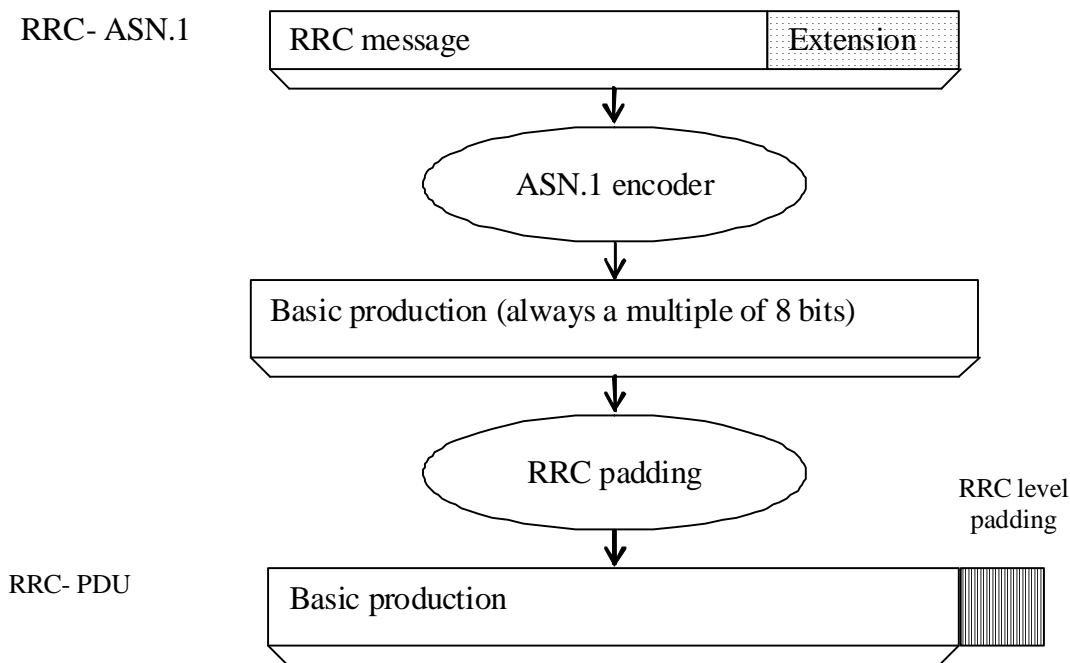 RRC- ASN.1
RRC message
Extension
ASN.1 encoder
Basic production (always a multiple of 8 bits)
RRC padding
RRC level
padding
RRC- PDU
Basic production